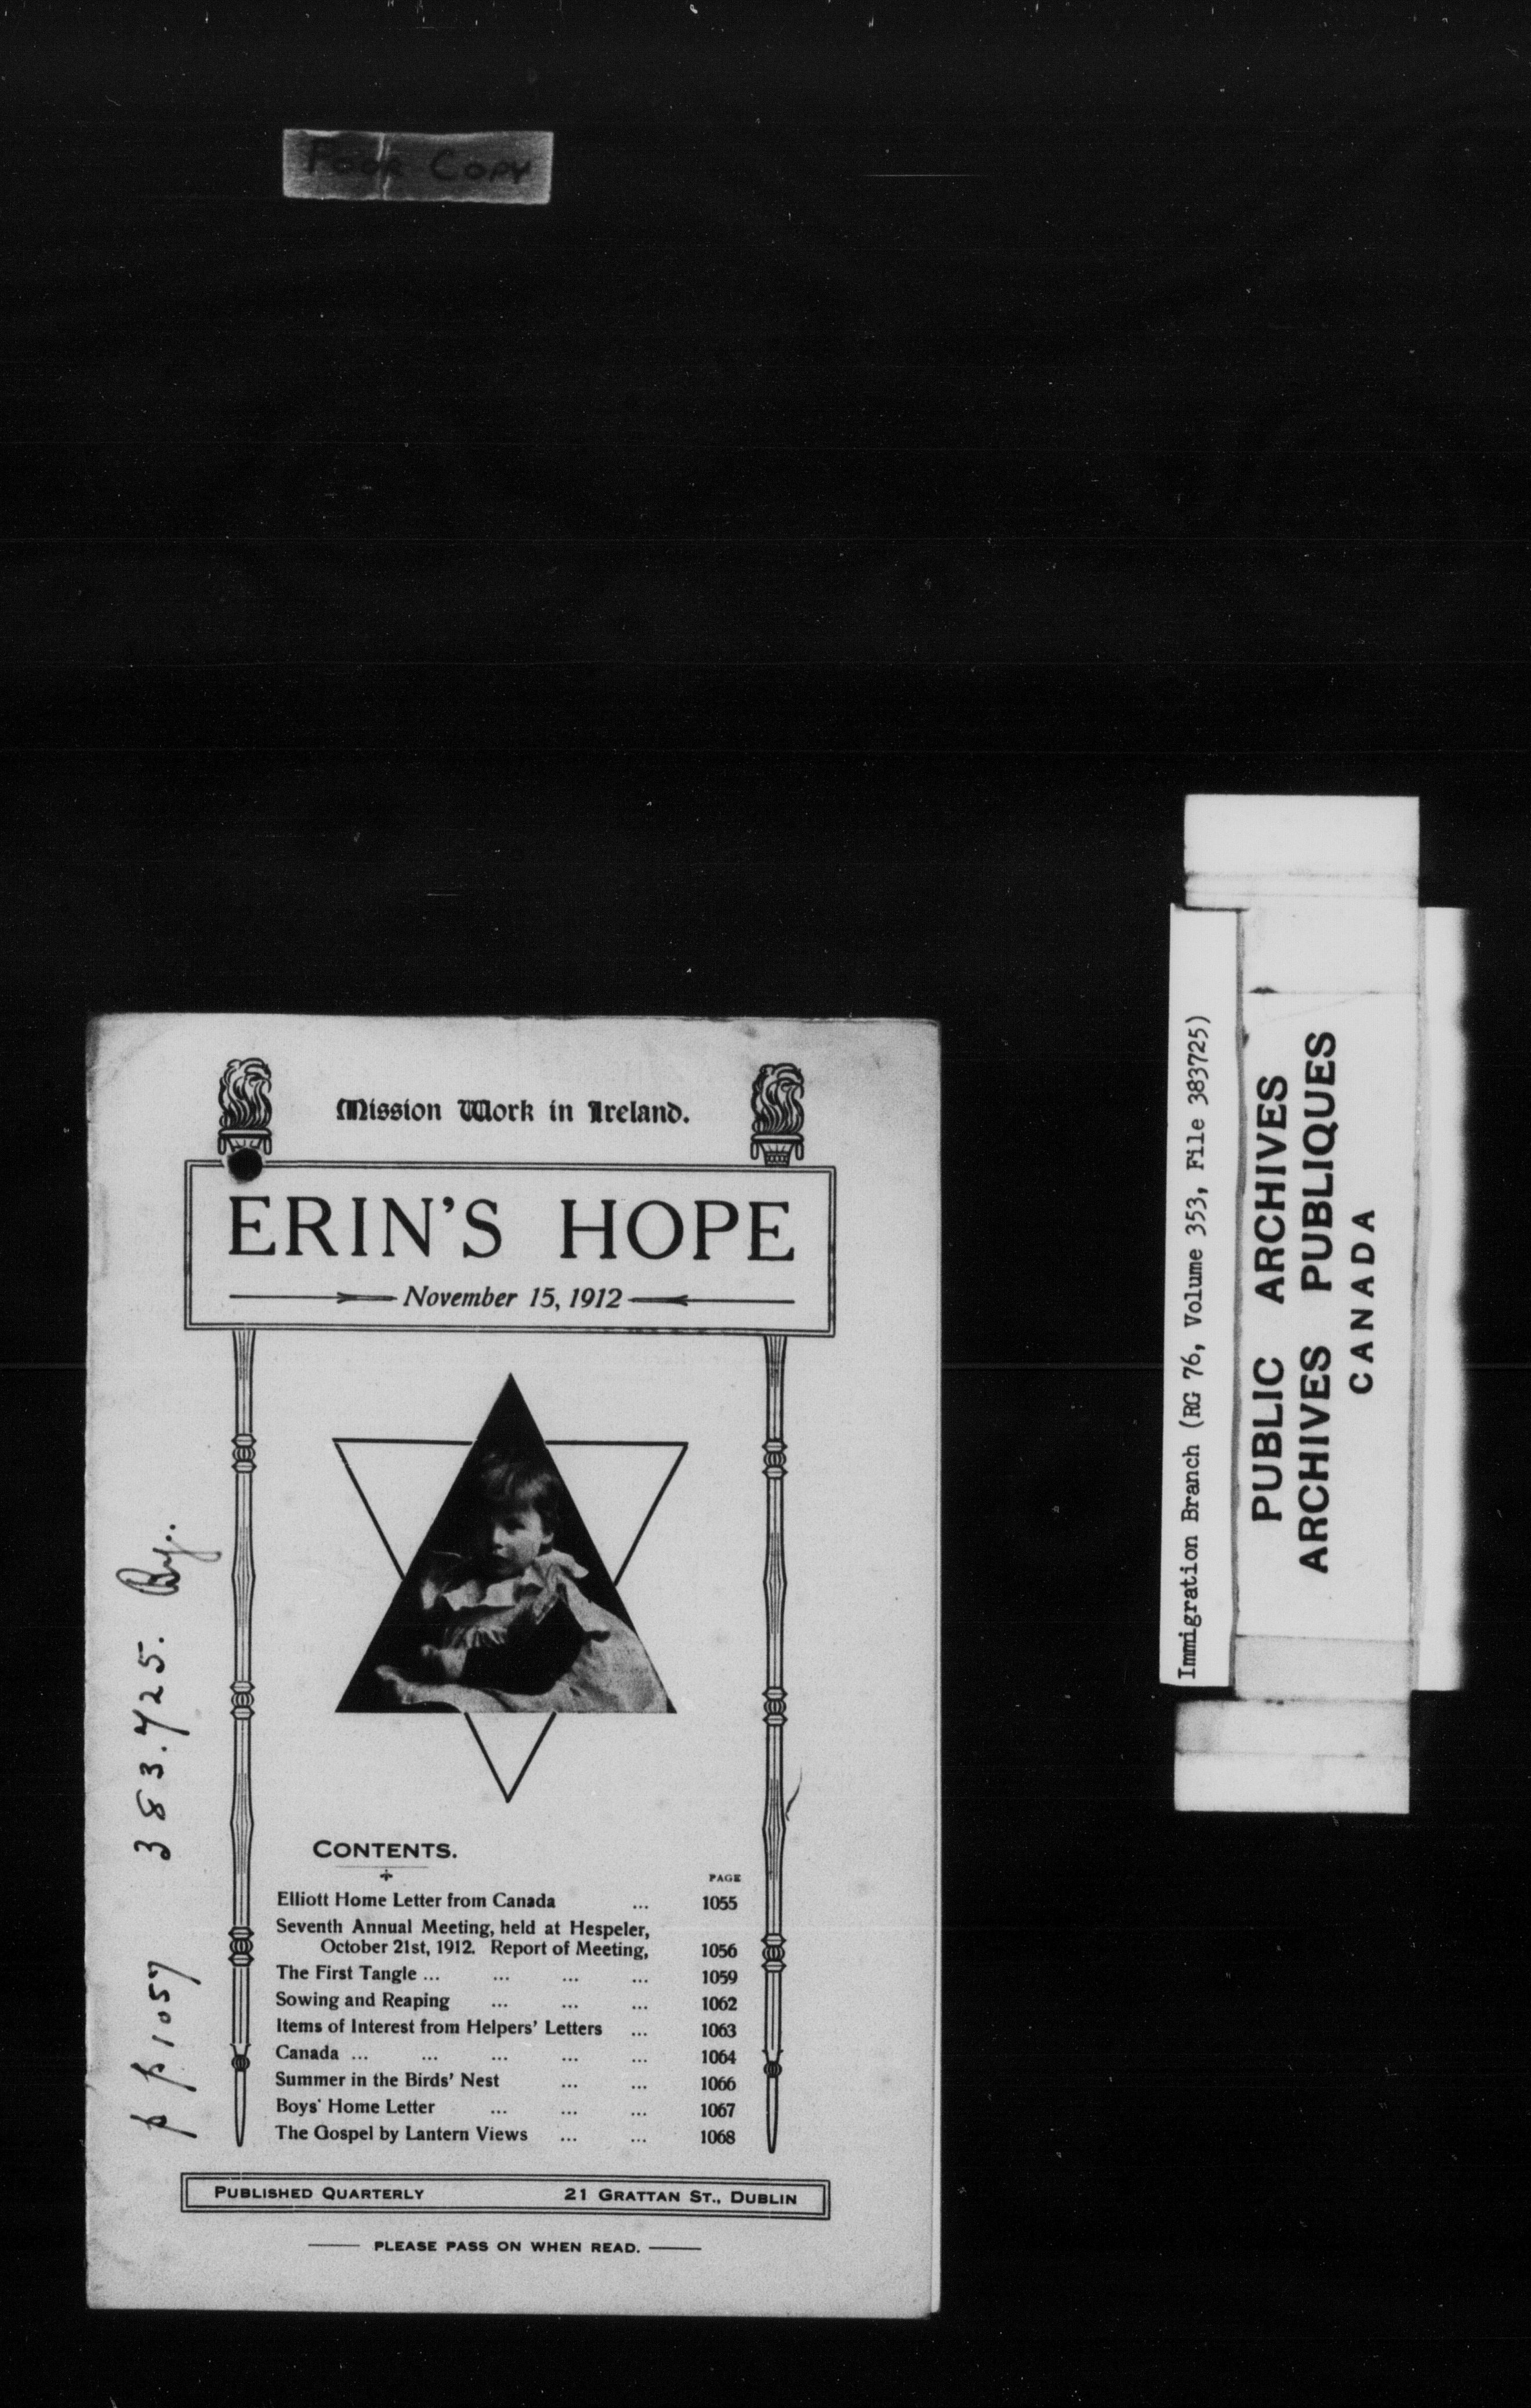 POOR COPY
Mission Work in Ireland.
ERIN'S HOPE
November 15, 1912
CONTENTS.
PAGE
Elliott Home Letter from Canada ... 1055
Seventh Annual Meeting, held at Hespeler,
October 21st, 1912. Report of Meeting, 1056
The First Tangle ... ... ... ... 1059
Sowing and Reaping ... ... ... 1062
Items of Interest from Helpers' Letters ... 1063
Canada ... ... ... ... ... 1064
Summer in the Birds' Nest ... ... 1066
Boys' Home Letter ... ... ... 1067
The Gospel by Lantern Views ... ... 1068
PUBLISHED QUARTERLY 21 GRATTAN ST., DUBLIN
PLEASE PASS ON WHEN READ.
p p 1057 383.725.
Immigration Branch (RG 76, Volume 353, File 383725)
PUBLIC ARCHIVES
ARCHIVES PUBLIQUES
CANADA